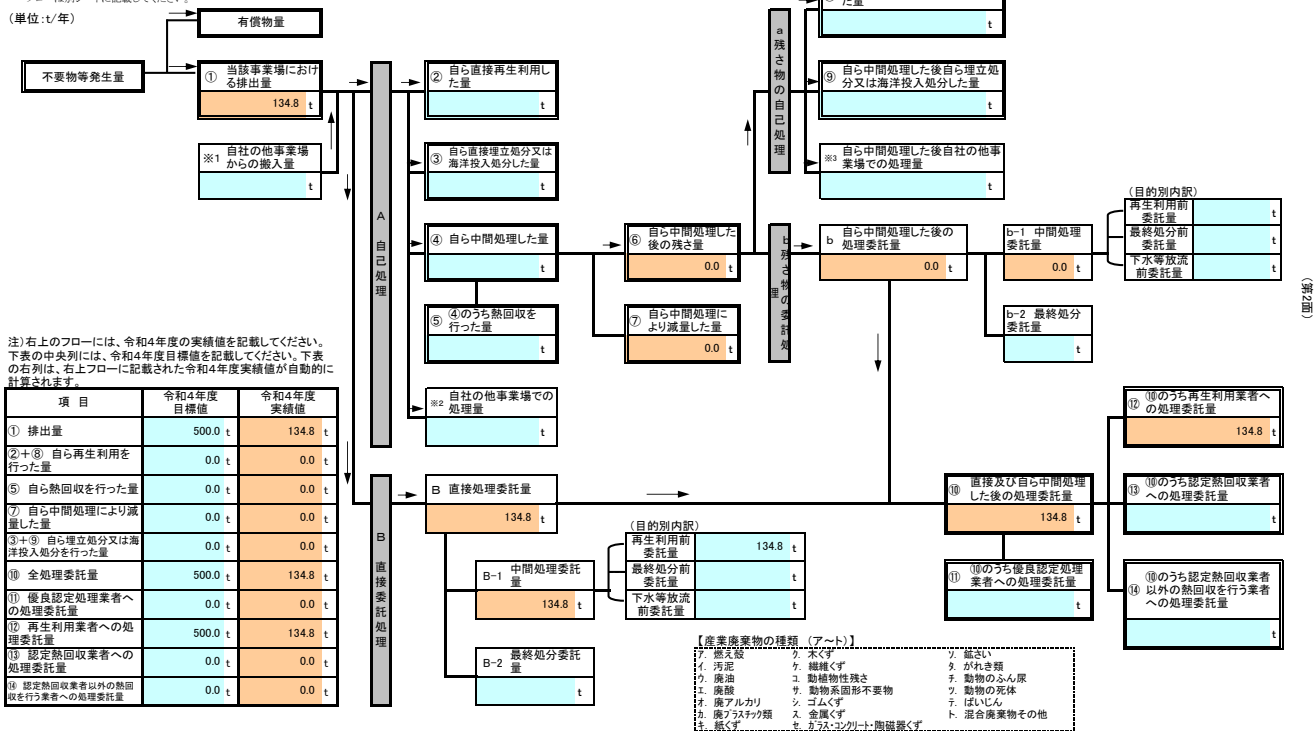 (単位:t/年)
有償物量
不要物等発生量
① 当該事業場におけ
る排出量
134.8 t
※1 自社の他事業場
からの搬入量
t
A 自己処理
② 自ら直接再生利用し
た量
t
③ 自ら直接埋立処分又は
海洋投入処分した量
t
④ 自ら中間処理した量
t
⑤ ④のうち熱回収を
行った量
t
※2 自社の他事業場での
処理量
t
⑥ 自ら中間処理した
後の残さ量
0.0 t
⑦ 自ら中間処理に
より減量した量
0.0 t
a 残さ物の自己処理
た量
t
⑨ 自ら中間処理した後自ら埋立処
分又は海洋投入処分した量
t
※3 自ら中間処理した後自社の他事
業場での処理量
t
b 残さ物の委託処理
b 自ら中間処理した後の
処理委託量
0.0 t
b-1 中間処理
委託量
0.0 t
b-2 最終処分
委託量
t
(目的別内訳)
再生利用前
委託量 t
最終処分前
委託量 t
下水等放流
前委託量 t
(第2面)
注)右上のフローには、令和4年度の実績値を記載してください。
下表の中央列には、令和4年度目標値を記載してください。下表
の右列は、右上フローに記載された令和4年度実績値が自動的に
計算されます。
項 目 令和4年度 令和4年度
目標値 実績値
① 排出量 500.0 t 134.8 t
②+⑧ 自ら再生利用を
行った量 0.0 t 0.0 t
⑤ 自ら熱回収を行った量 0.0 t 0.0 t
⑦ 自ら中間処理により減
量した量 0.0 t 0.0 t
③+⑨ 自ら埋立処分又は海
洋投入処分を行った量 0.0 t 0.0 t
⑩ 全処理委託量 500.0 t 134.8 t
⑪ 優良認定処理業者へ
の処理委託量 0.0 t 0.0 t
⑫ 再生利用業者への処
理委託量 500.0 t 134.8 t
⑬ 認定熱回収業者への
処理委託量 0.0 t 0.0 t
⑭ 認定熱回収業者以外の熱回
収を行う業者への処理委託量 0.0 t 0.0 t
B 直接委託処理
B 直接処理委託量
134.8 t
B-1 中間処理委託
量
134.8 t
B-2 最終処分委託
量
t
(目的別内訳)
再生利用前
委託量 134.8 t
最終処分前
委託量 t
下水等放流
前委託量 t
⑩ 直接及び自ら中間処理
した後の処理委託量
134.8 t
⑪ ⑩のうち優良認定処理
業者への処理委託量
t
⑫ ⑩のうち再生利用業者へ
の処理委託量
134.8 t
⑬ ⑩のうち認定熱回収業者
への処理委託量
t
⑭ ⑩のうち認定熱回収業者
以外の熱回収を行う業者
への処理委託量
t
【産業廃棄物の種類 (ア~ト)】
ア. 燃え殻 ク. 木くず ソ. 鉱さい
イ. 汚泥 ケ. 繊維くず タ. がれき類
ウ. 廃油 コ. 動植物性残さ チ. 動物のふん尿
エ. 廃酸 サ. 動物系固形不要物 ツ. 動物の死体
オ. 廃アルカリ シ. ゴムくず テ. ばいじん
カ. 廃プラスチック類 ス. 金属くず ト. 混合廃棄物その他
キ. 紙くず セ. ガラス・コンクリート・陶磁器くず